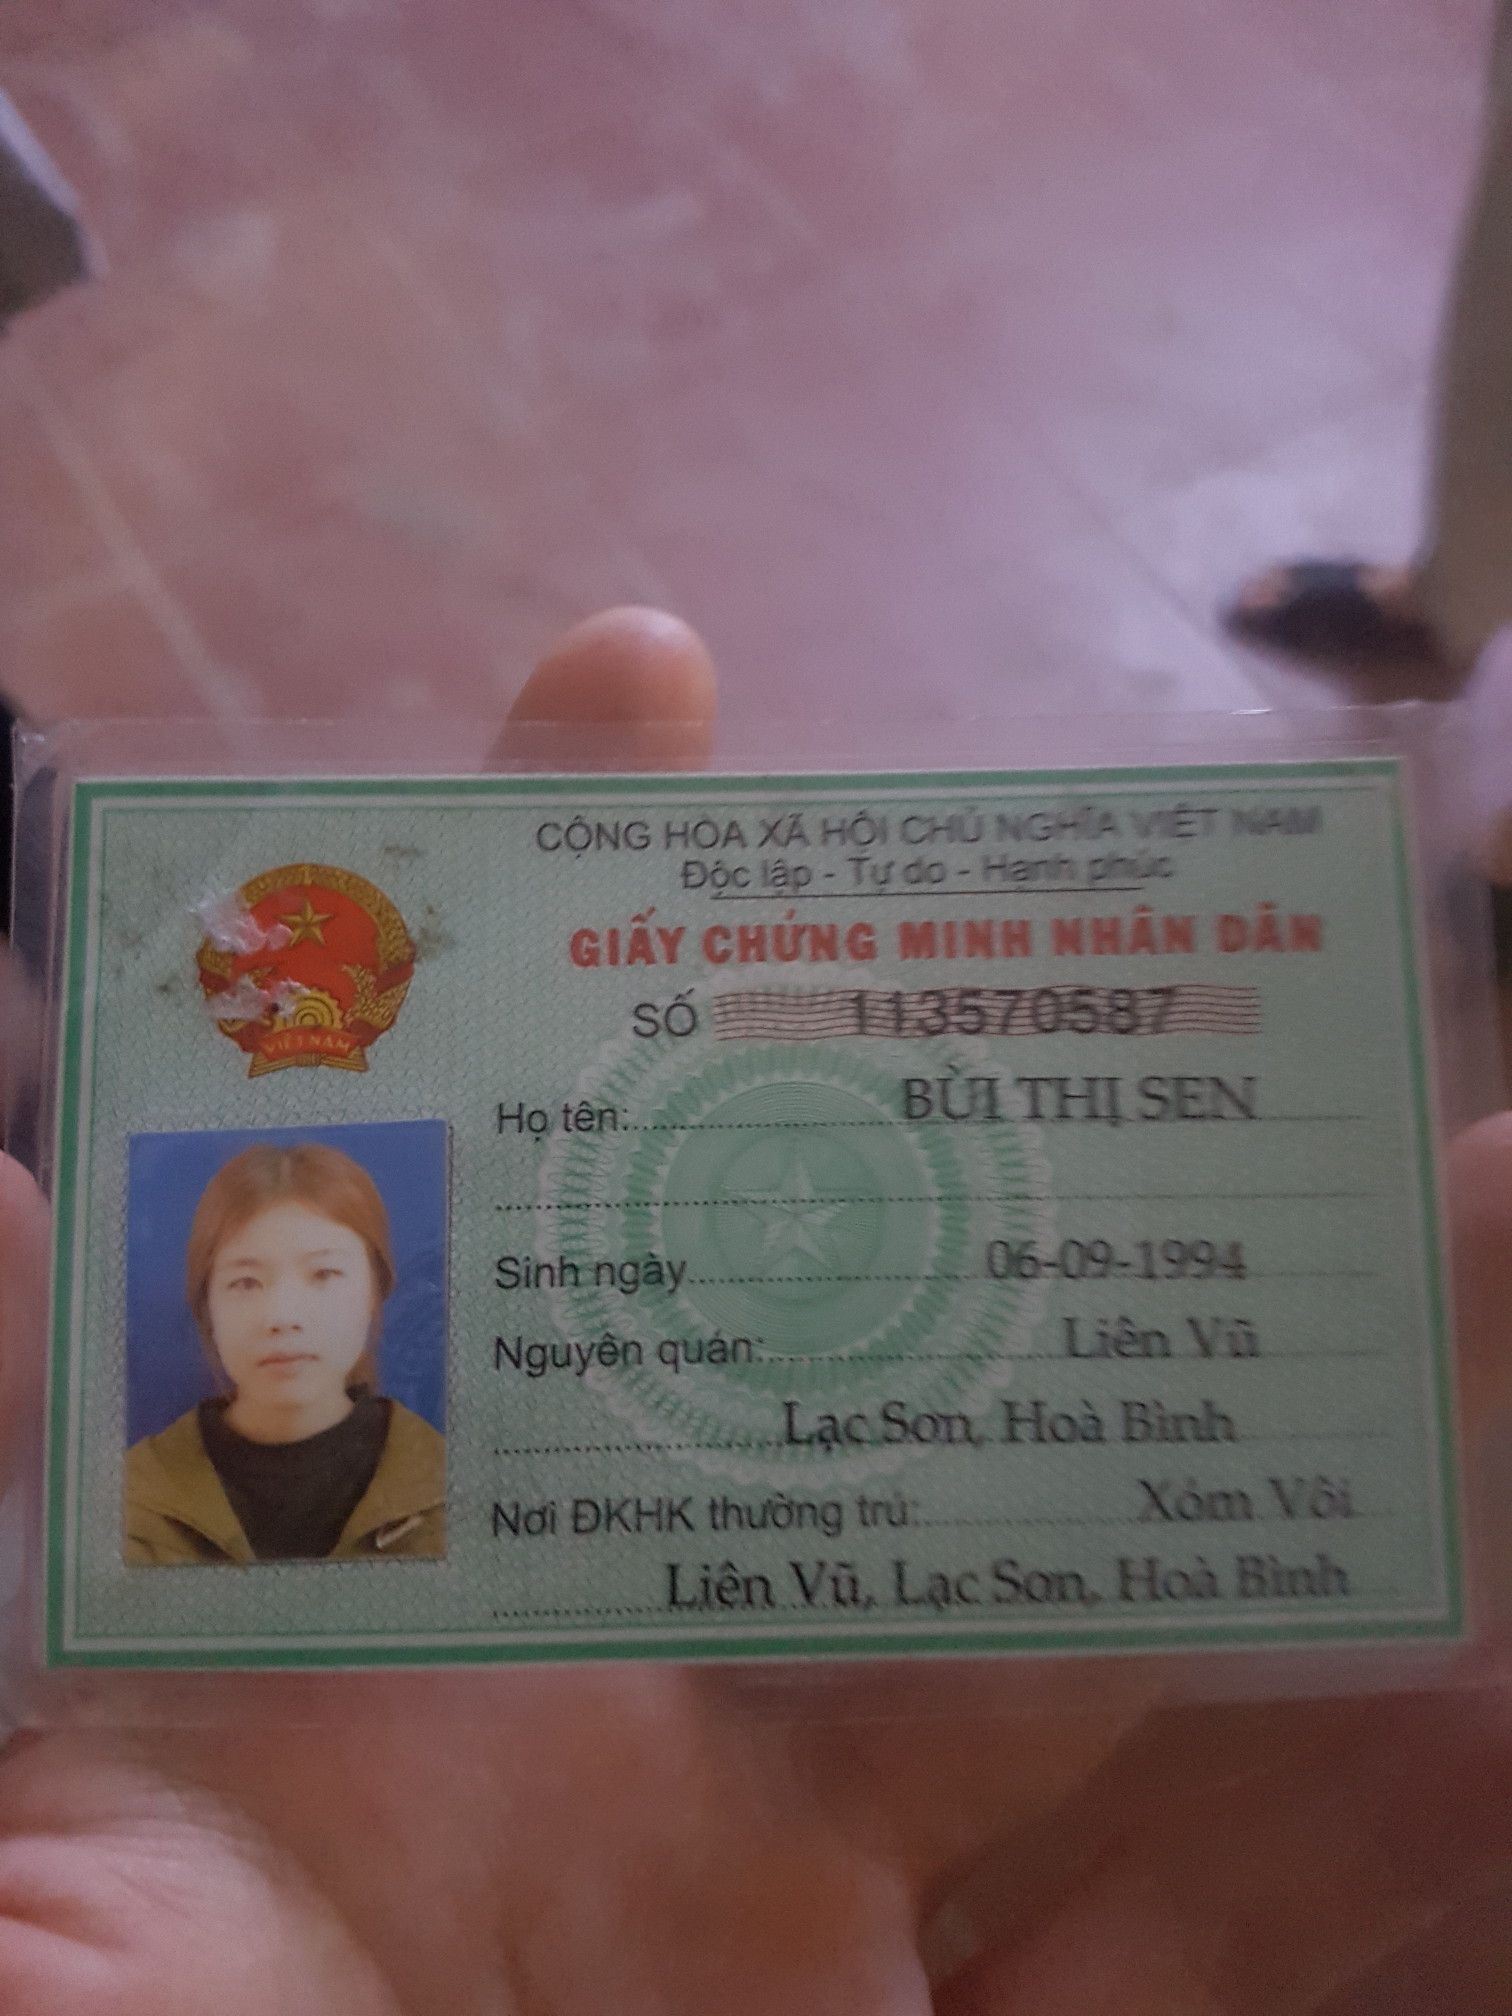 CỘNG HÒA XÃ HỘI CHỦ NGHĨA VIỆT NAM
Độc lập - Tự do - Hạnh phúc
GIẤY CHỨNG MINH NHÂN DÂN
SỐ 113570587
VIỆT NAM
Họ tên: BÙI THỊ SEN
Sinh ngày 06-09-1994
Nguyên quán: Liên Vũ
Lạc Sơn, Hoà Bình
Nơi ĐKHK thường trú: Xóm Vôi
Liên Vũ, Lạc Sơn, Hoà Bình